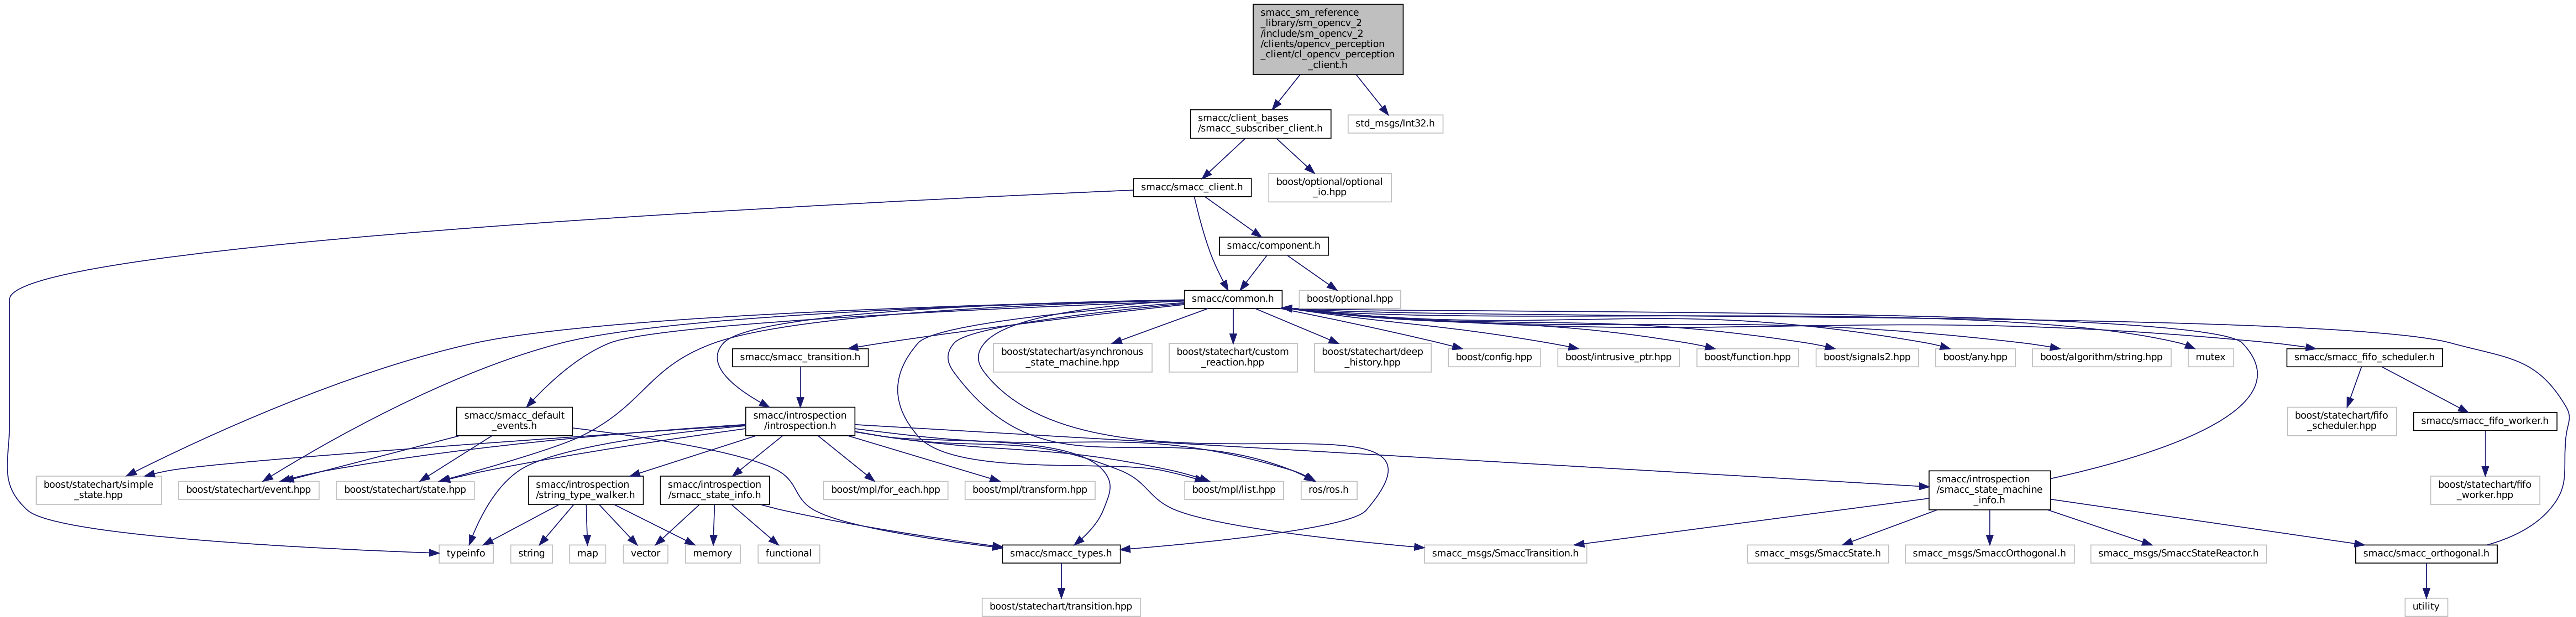 smacc_sm_reference
_library/sm_opencv_2
/include/sm_opencv_2
/clients/opencv_perception
_client/cl_opencv_perception
_client.h
smacc/client_bases
/smacc_subscriber_client.h
std_msgs/Int32.h
smacc/smacc_client.h
boost/optional/optional
_io.hpp
smacc/component.h
smacc/common.h
boost/optional.hpp
smacc/smacc_transition.h
boost/statechart/asynchronous
_state_machine.hpp
boost/statechart/custom
_reaction.hpp
boost/statechart/deep
_history.hpp
boost/config.hpp
boost/intrusive_ptr.hpp
boost/function.hpp
boost/signals2.hpp
boost/any.hpp
boost/algorithm/string.hpp
mutex
smacc/smacc_fifo_scheduler.h
smacc/smacc_default
_events.h
smacc/introspection
/introspection.h
boost/statechart/fifo
_scheduler.hpp
smacc/smacc_fifo_worker.h
boost/statechart/simple
_state.hpp
boost/statechart/event.hpp
boost/statechart/state.hpp
smacc/introspection
/string_type_walker.h
smacc/introspection
/smacc_state_info.h
boost/mpl/for_each.hpp
boost/mpl/transform.hpp
boost/mpl/list.hpp
ros/ros.h
smacc/introspection
/smacc_state_machine
_info.h
boost/statechart/fifo
_worker.hpp
typeinfo
string
map
vector
memory
functional
smacc/smacc_types.h
smacc_msgs/SmaccTransition.h
smacc_msgs/SmaccState.h
smacc_msgs/SmaccOrthogonal.h
smacc_msgs/SmaccStateReactor.h
smacc/smacc_orthogonal.h
boost/statechart/transition.hpp
utility